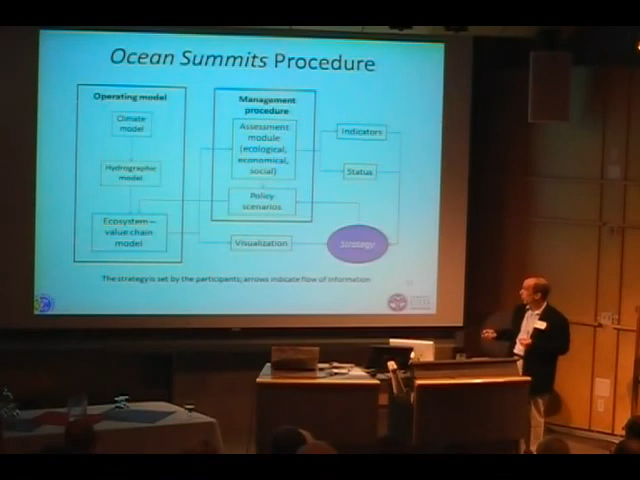 Ocean Summits Procedure
Operating model
Climate
model
Hydrographic
model
Ecosystem –
value chain
model
Management
procedure
Assessment
module
(ecological,
economical,
social)
Policy
scenarios
Visualization
Indicators
Status
Strategy
The strategy is set by the participants; arrows indicate flow of information